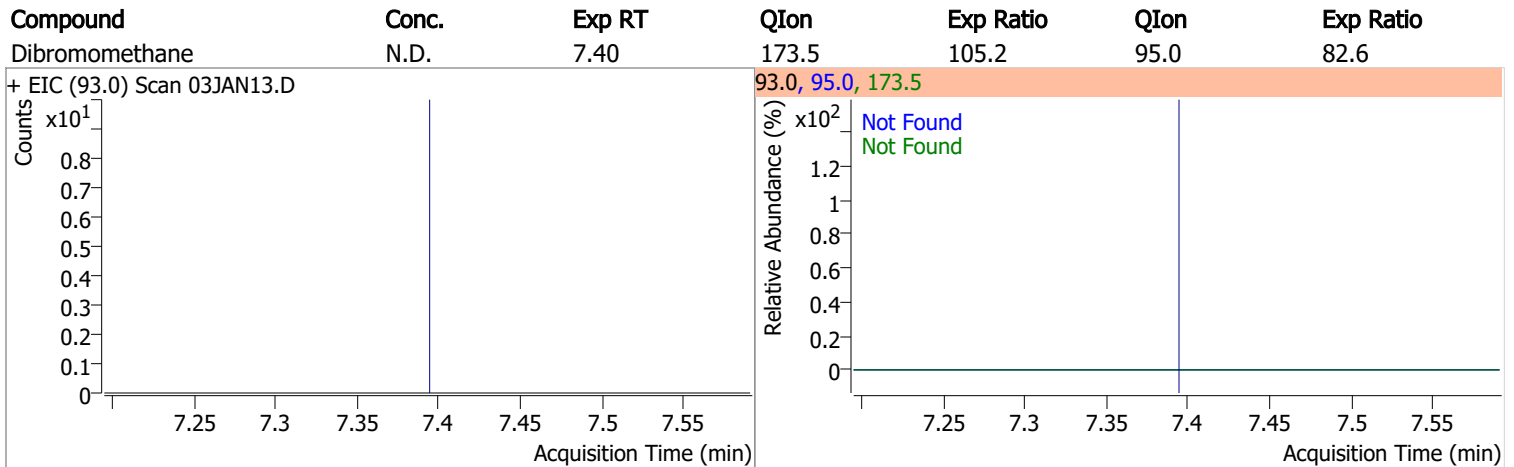 Compound Conc. Exp RT QIon Exp Ratio QIon Exp Ratio
Dibromomethane N.D. 7.40 173.5 105.2 95.0 82.6
+ EIC (93.0) Scan 03JAN13.D
Counts
x10¹
0.8
0.7
0.6
0.5
0.4
0.3
0.2
0.1
0
7.25 7.3 7.35 7.4 7.45 7.5 7.55
Acquisition Time (min)
93.0, 95.0, 173.5
Relative Abundance (%)
x10²
Not Found
Not Found
1.2
1
0.8
0.6
0.4
0.2
0
7.25 7.3 7.35 7.4 7.45 7.5 7.55
Acquisition Time (min)